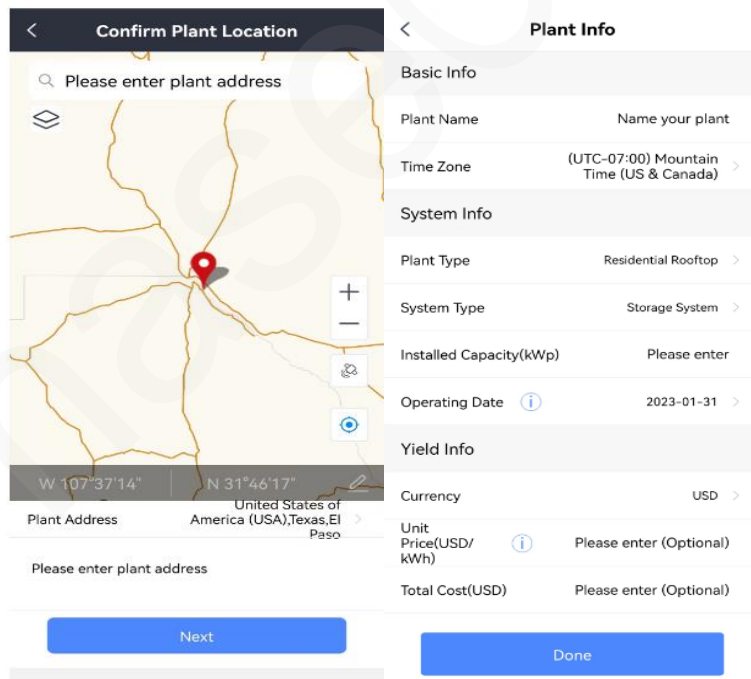 Confirm Plant Location
Please enter plant address
W 107°37'14"
N 31°46'17"
Plant Address
United States of
America (USA),Texas,El
Paso
Please enter plant address
Next
Plant Info
Basic Info
Plant Name
Name your plant
Time Zone
(UTC-07:00) Mountain
Time (US & Canada)
System Info
Plant Type
Residential Rooftop
System Type
Storage System
Installed Capacity(kWp)
Please enter
Operating Date
2023-01-31
Yield Info
Currency
USD
Unit
Price(USD/
kWh)
Please enter (Optional)
Total Cost(USD)
Please enter (Optional)
Done